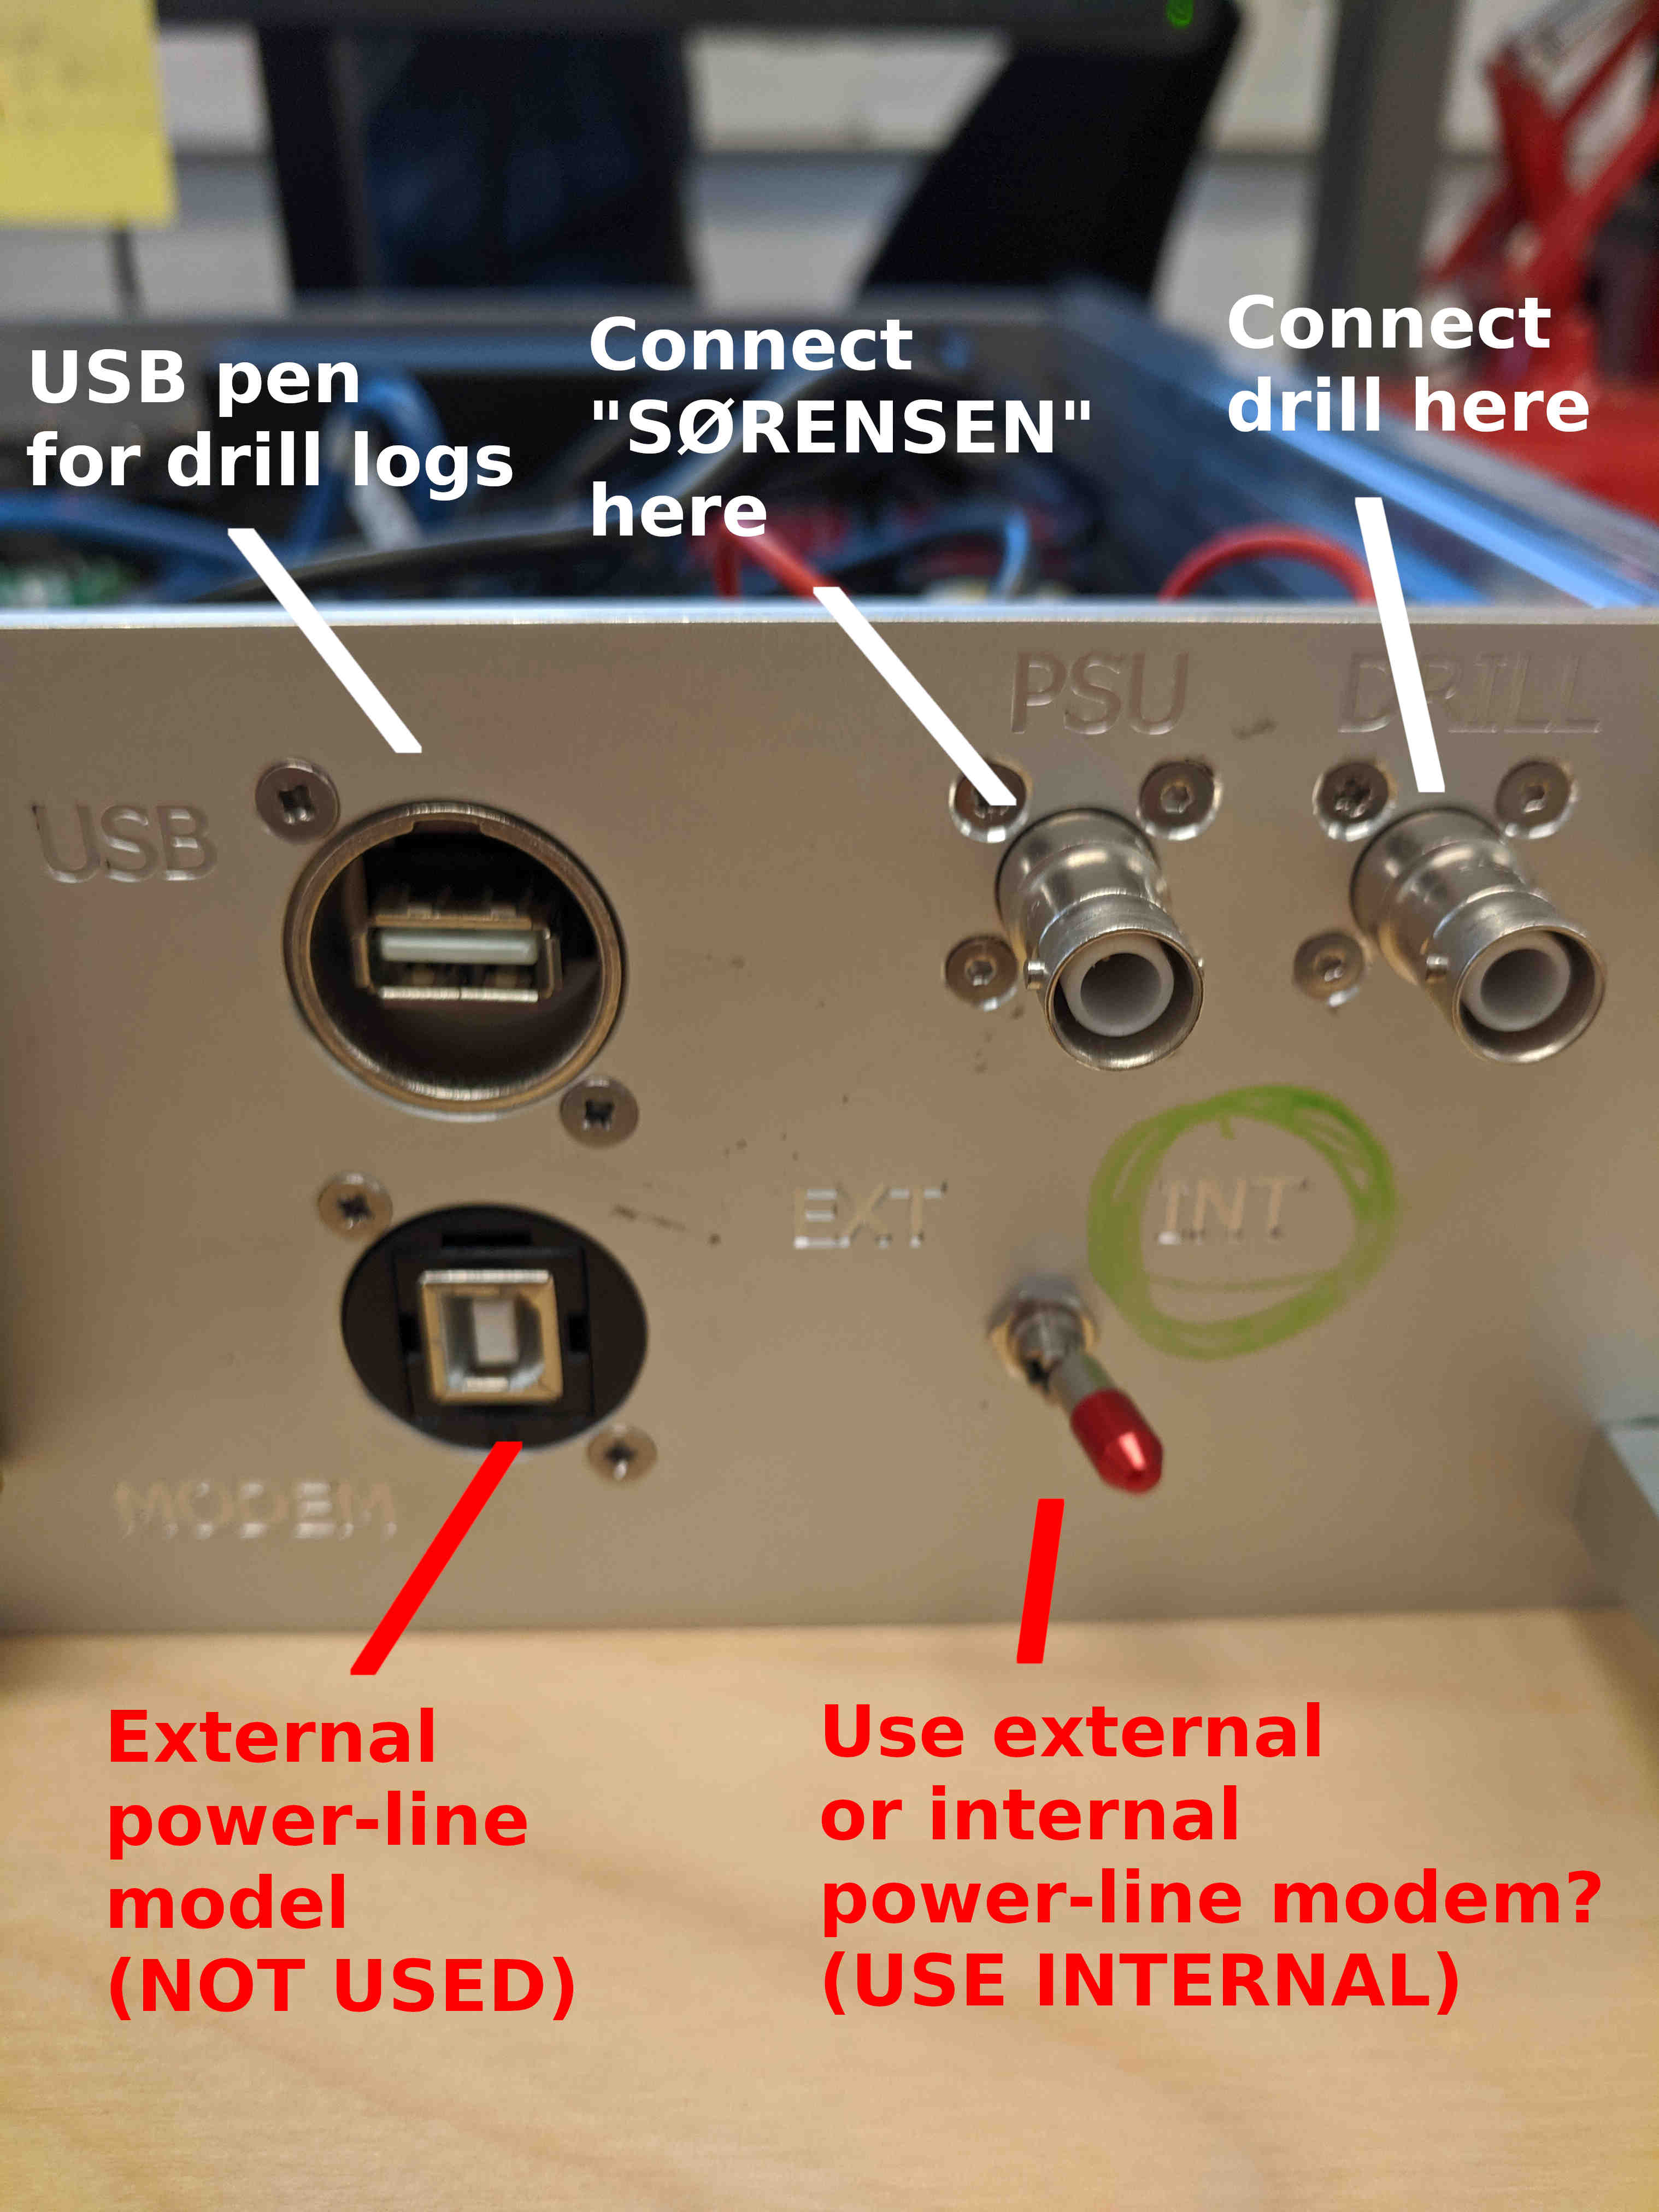 USB pen
for drill logs
Connect
"SØRENSEN"
here
Connect
drill here
PSU
DRILL
USB
EXT
INT
MODEM
External
power-line
model
(NOT USED)
Use external
or internal
power-line modem?
(USE INTERNAL)